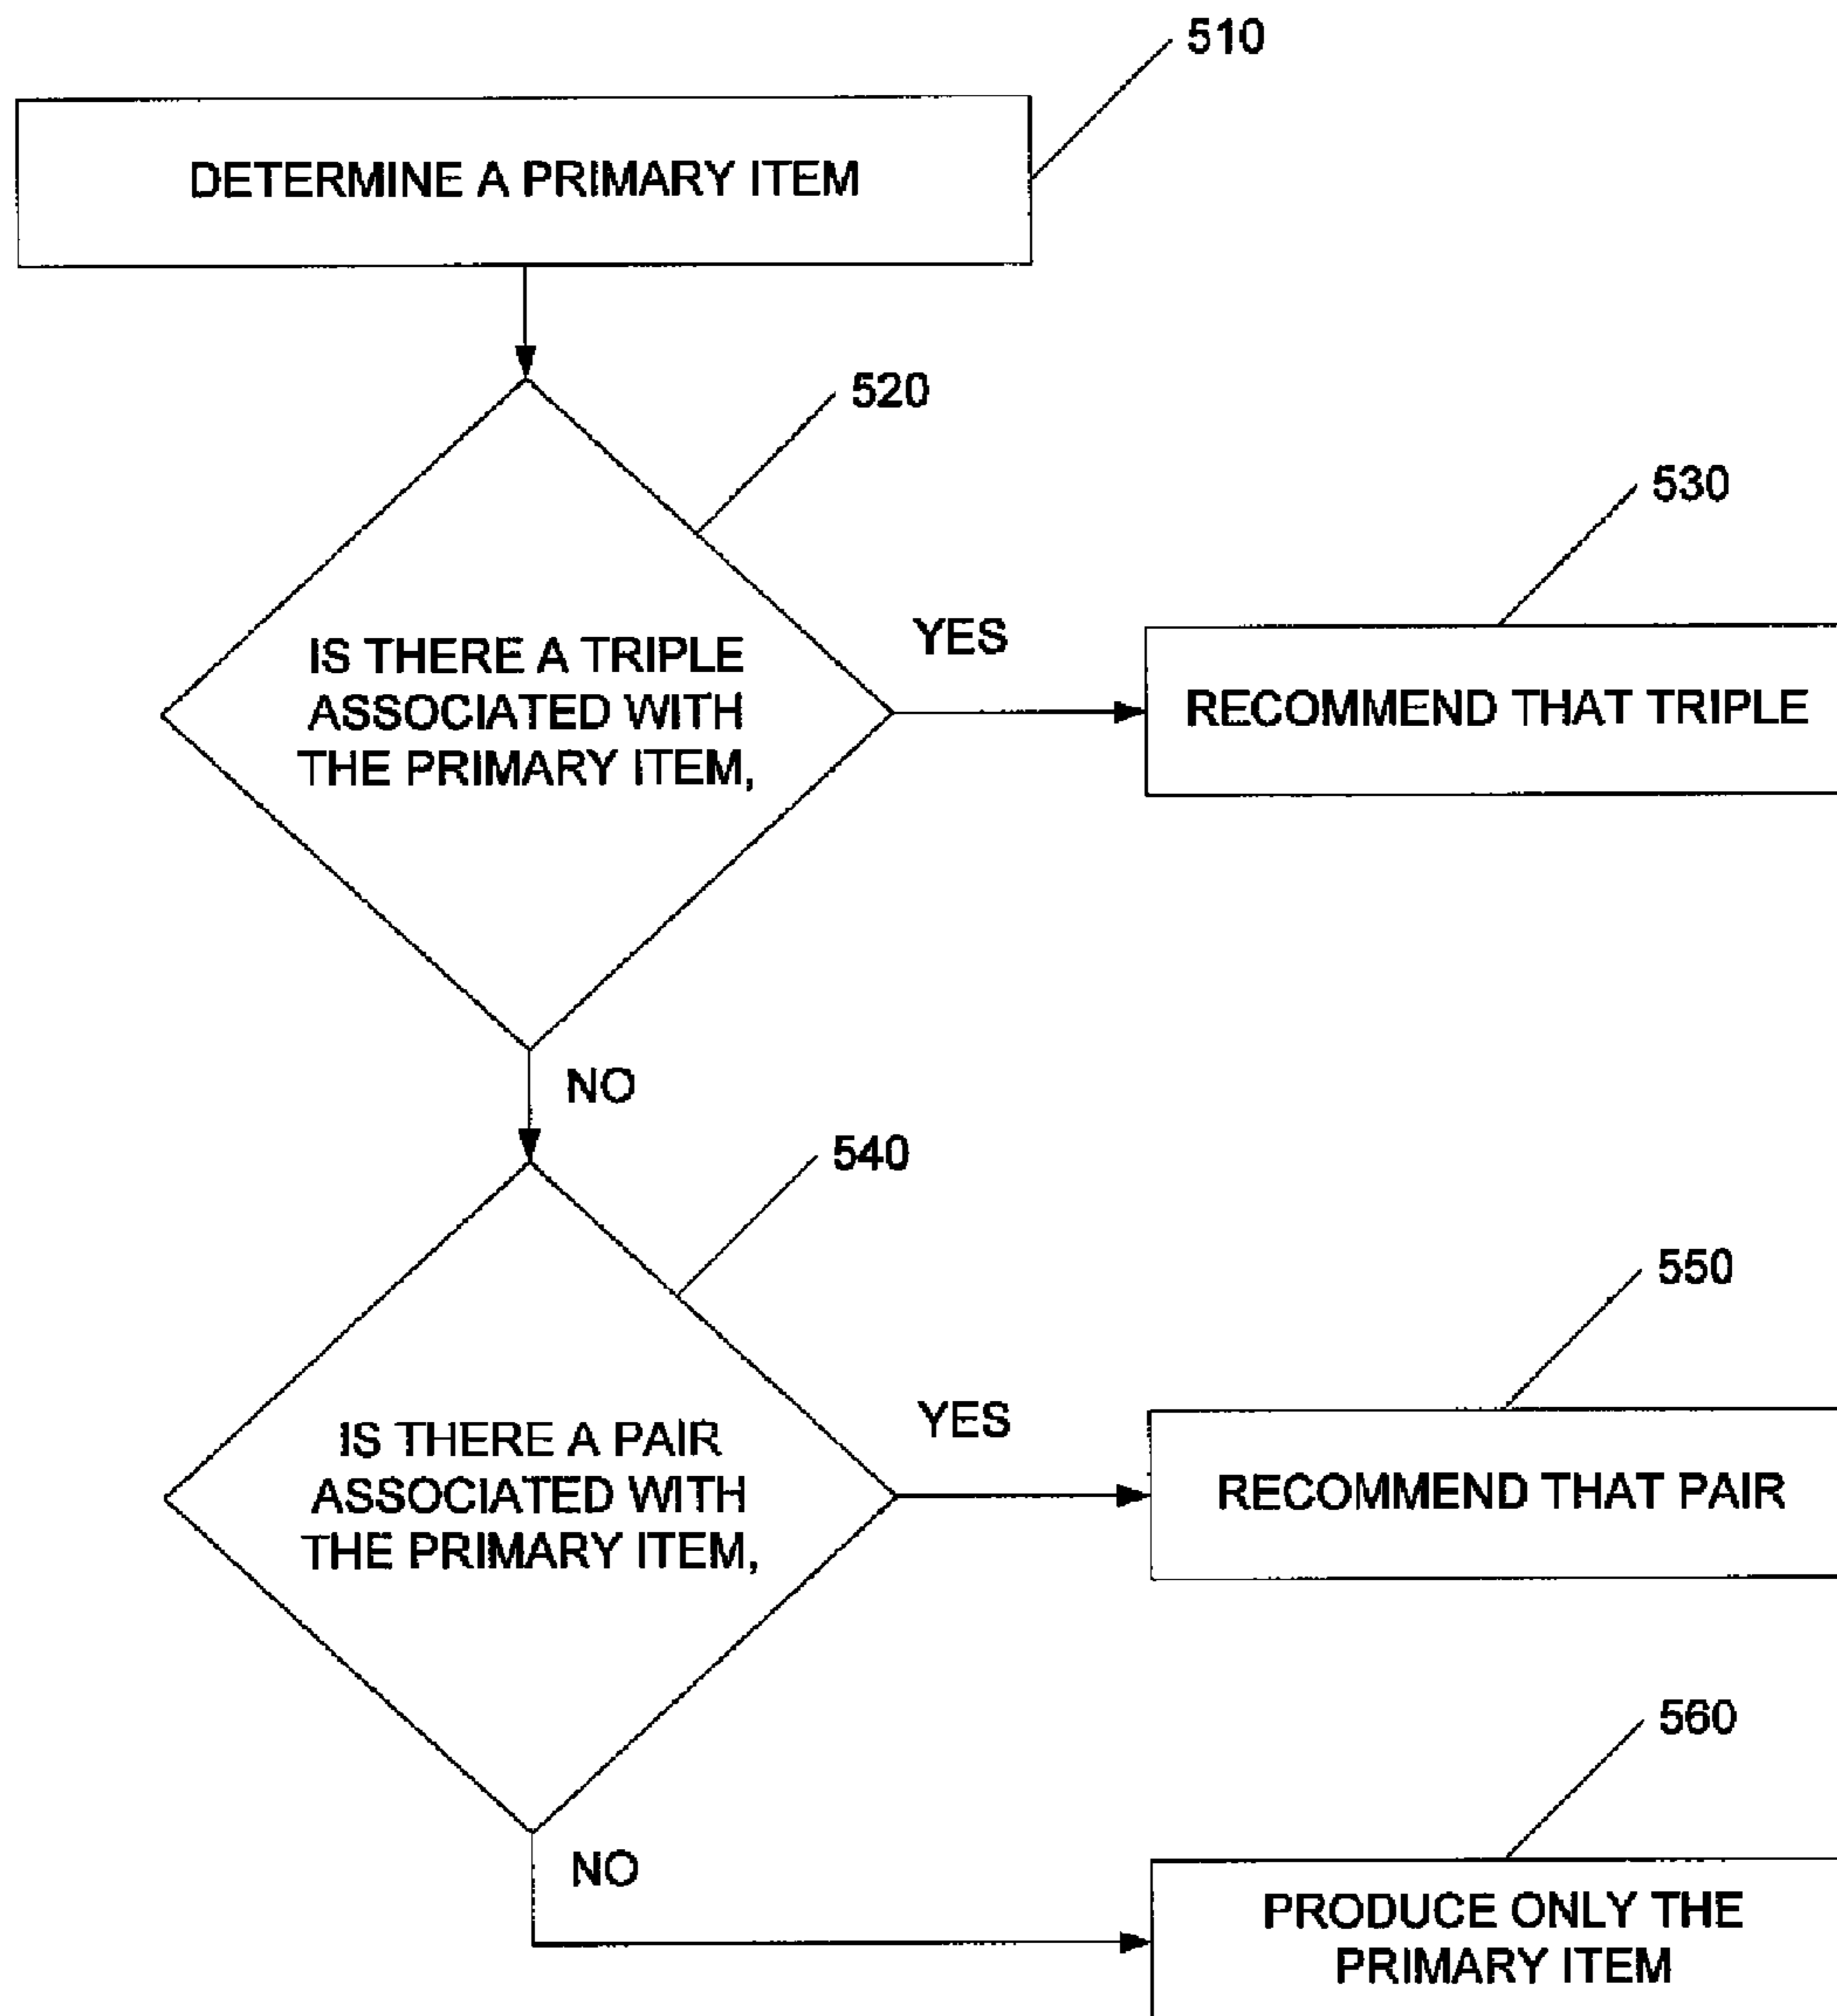 510
DETERMINE A PRIMARY ITEM
520
530
IS THERE A TRIPLE
ASSOCIATED WITH
THE PRIMARY ITEM,
YES
RECOMMEND THAT TRIPLE
NO
540
550
IS THERE A PAIR
ASSOCIATED WITH
THE PRIMARY ITEM,
YES
RECOMMEND THAT PAIR
560
NO
PRODUCE ONLY THE
PRIMARY ITEM